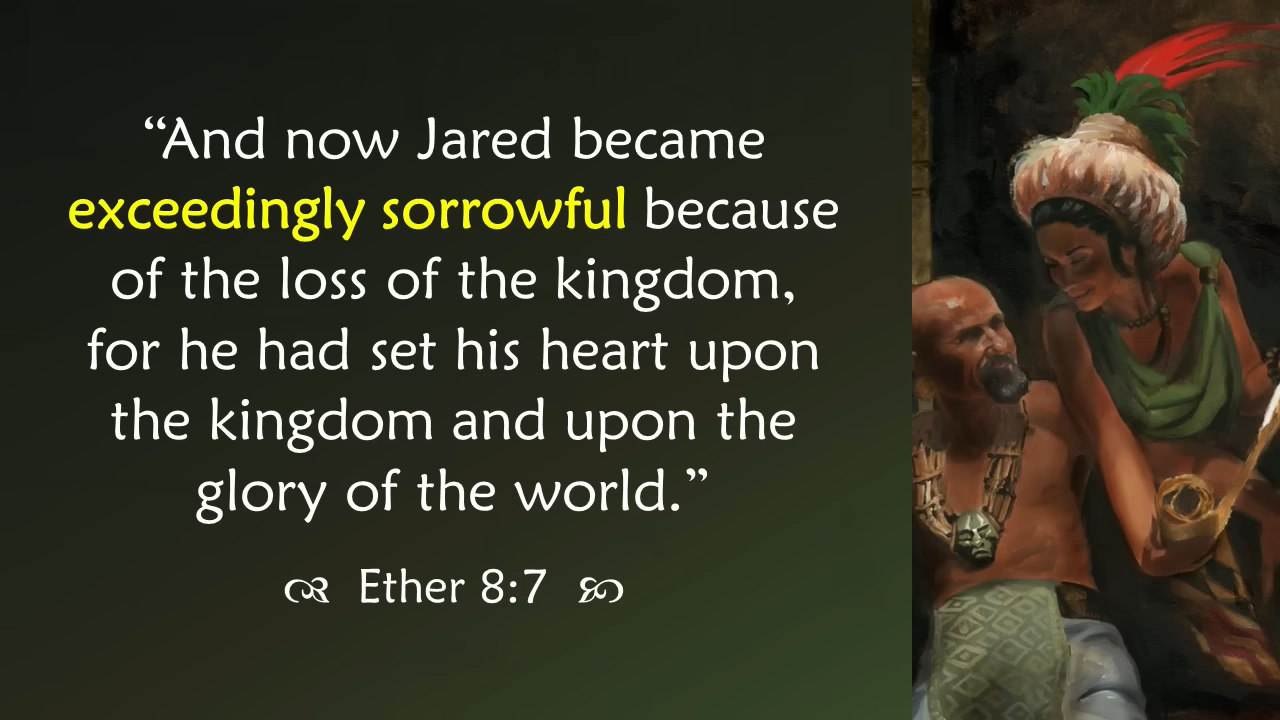 “And now Jared became
exceedingly sorrowful because
of the loss of the kingdom,
for he had set his heart upon
the kingdom and upon the
glory of the world.”
Ether 8:7